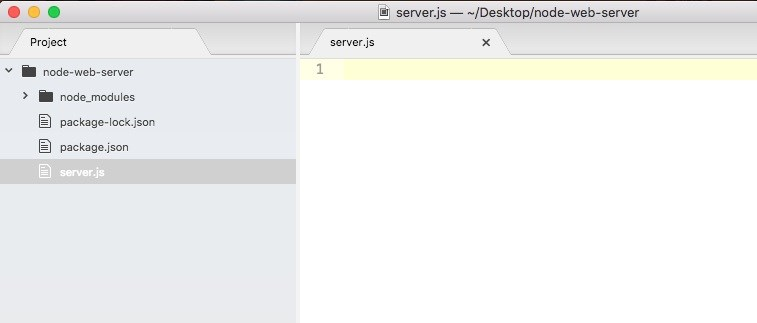 server.js — ~/Desktop/node-web-server
Project
server.js
node-web-server
1
node_modules
package-lock.json
package.json
server.js